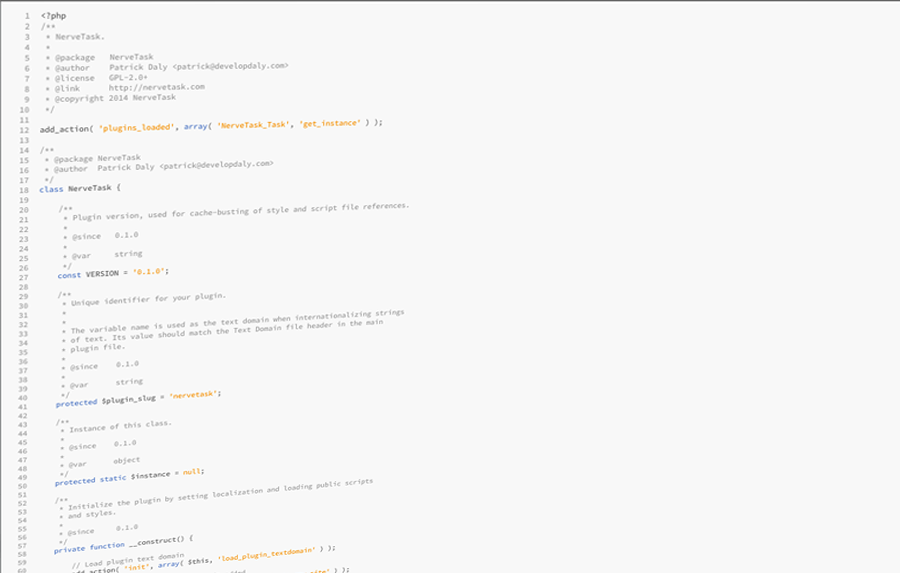 1 <?php
2 /**
3 * NerveTask.
4 *
5 * @package NerveTask
6 * @author Patrick Daly <patrick@developdaly.com>
7 * @license GPL-2.0+
8 * @link http://nervetask.com
9 * @copyright 2014 NerveTask
10 */
11
12 add_action( 'plugins_loaded', array( 'NerveTask_Task', 'get_instance' ) );
13
14 /**
15 * @package NerveTask
16 * @author Patrick Daly <patrick@developdaly.com>
17 */
18 class NerveTask {
19
20 /**
21 * Plugin version, used for cache-busting of style and script file references.
22 *
23 * @since 0.1.0
24 *
25 * @var string
26 */
27 const VERSION = '0.1.0';
28
29 /**
30 * Unique identifier for your plugin.
31 *
32 *
33 * The variable name is used as the text domain when internationalizing strings
34 * of text. Its value should match the Text Domain file header in the main
35 * plugin file.
36 *
37 * @since 0.1.0
38 *
39 * @var string
40 */
41 protected $plugin_slug = 'nervetask';
42
43 /**
44 * Instance of this class.
45 *
46 * @since 0.1.0
47 *
48 * @var object
49 */
50 protected static $instance = null;
51
52 /**
53 * Initialize the plugin by setting localization and loading public scripts
54 * and styles.
55 *
56 * @since 0.1.0
57 */
58 private function __construct() {
59
60 // Load plugin text domain
add_action( 'init', array( $this, 'load_plugin_textdomain' ) );